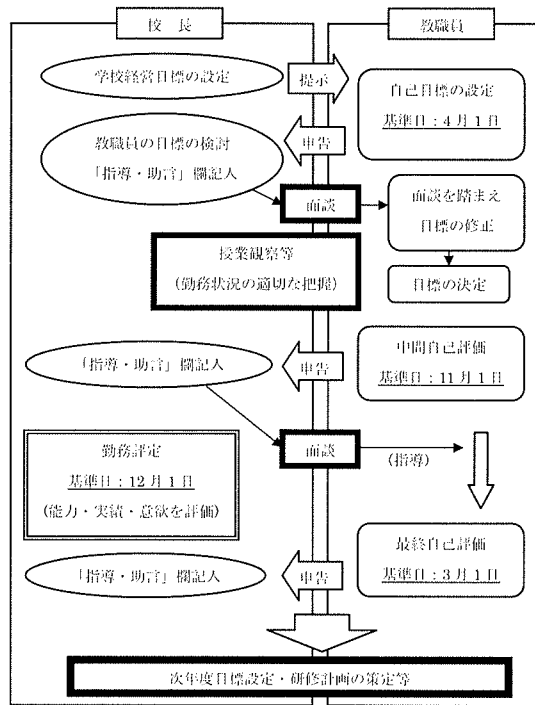 校 長
教職員
学校経営目標の設定
提示
自己目標の設定
基準日：4月1日
申告
教職員の目標の検討
「指導・助言」欄記入
面談
面談を踏まえ
目標の修正
授業観察等
(勤務状況の適切な把握)
目標の決定
中間自己評価
基準日：11月1日
申告
「指導・助言」欄記入
面談
(指導)
勤務評定
基準日：12月1日
(能力・実績・意欲を評価)
最終自己評価
基準日：3月1日
申告
「指導・助言」欄記入
次年度目標設定・研修計画の策定等